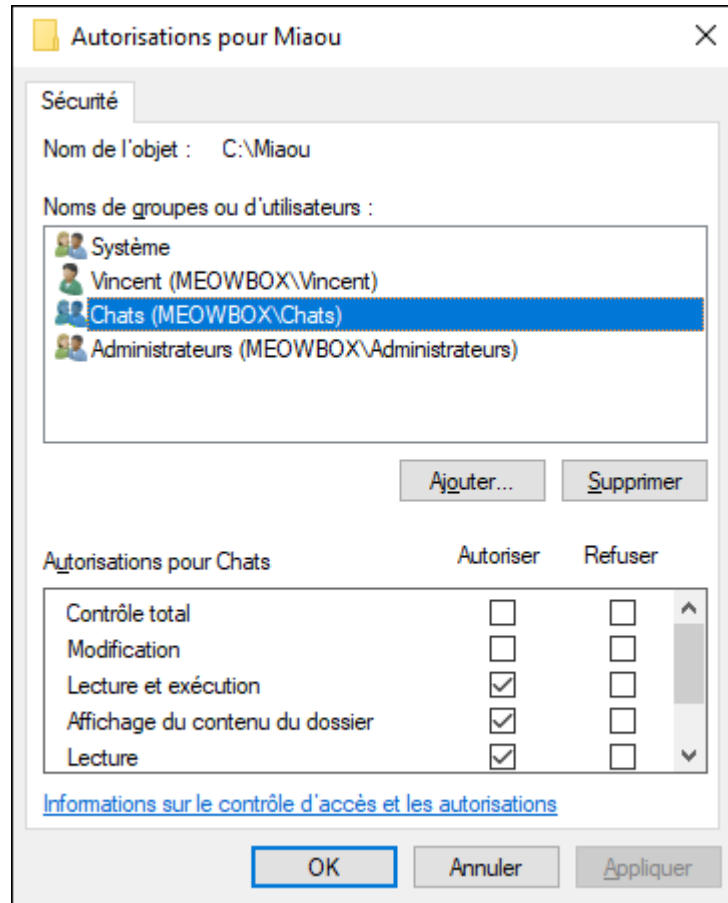 Autorisations pour Miaou
Sécurité
Nom de l'objet : C:\Miaou
Noms de groupes ou d'utilisateurs :
Système
Vincent (MEOWBOX\Vincent)
Chats (MEOWBOX\Chats)
Administrateurs (MEOWBOX\Administrateurs)
Ajouter... Supprimer
Autorisations pour Chats Autoriser Refuser
Contrôle total
Modification
Lecture et exécution
Affichage du contenu du dossier
Lecture
Informations sur le contrôle d'accès et les autorisations
OK Annuler Appliquer